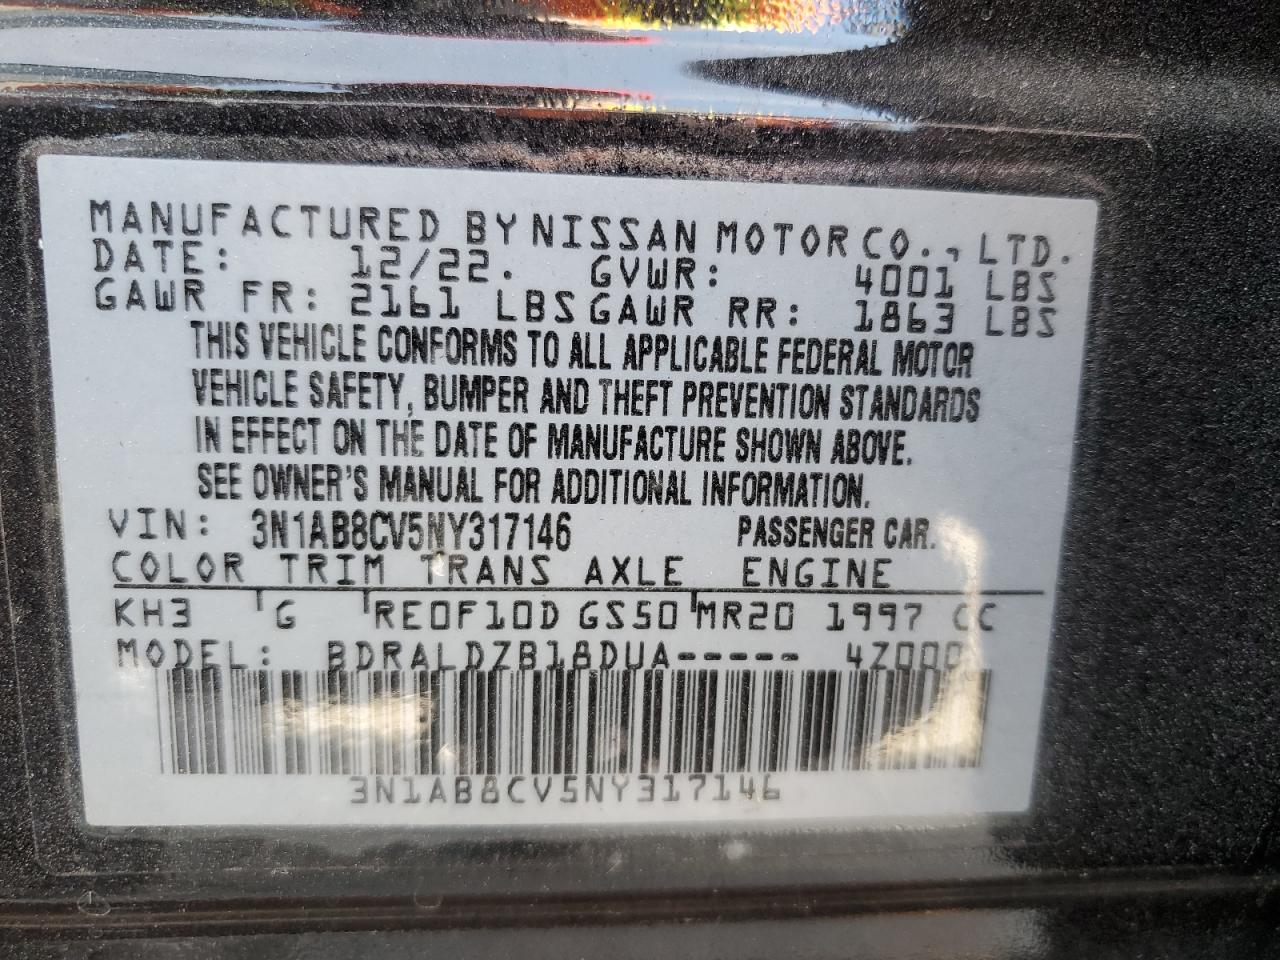 MANUFACTURED BY NISSAN MOTOR CO., LTD.
DATE: 12/22. GVWR: 4001 LBS
GAWR FR: 2161 LBS GAWR RR: 1863 LBS
THIS VEHICLE CONFORMS TO ALL APPLICABLE FEDERAL MOTOR
VEHICLE SAFETY, BUMPER AND THEFT PREVENTION STANDARDS
IN EFFECT ON THE DATE OF MANUFACTURE SHOWN ABOVE.
SEE OWNER'S MANUAL FOR ADDITIONAL INFORMATION.
VIN: 3N1AB8CV5NY317146 PASSENGER CAR.
COLOR TRIM TRANS AXLE ENGINE
KH3 G RE0F10D GS50 MR20 1997 CC
MODEL: BDRALDZB18DUA-----
3N1AB8CV5NY317146